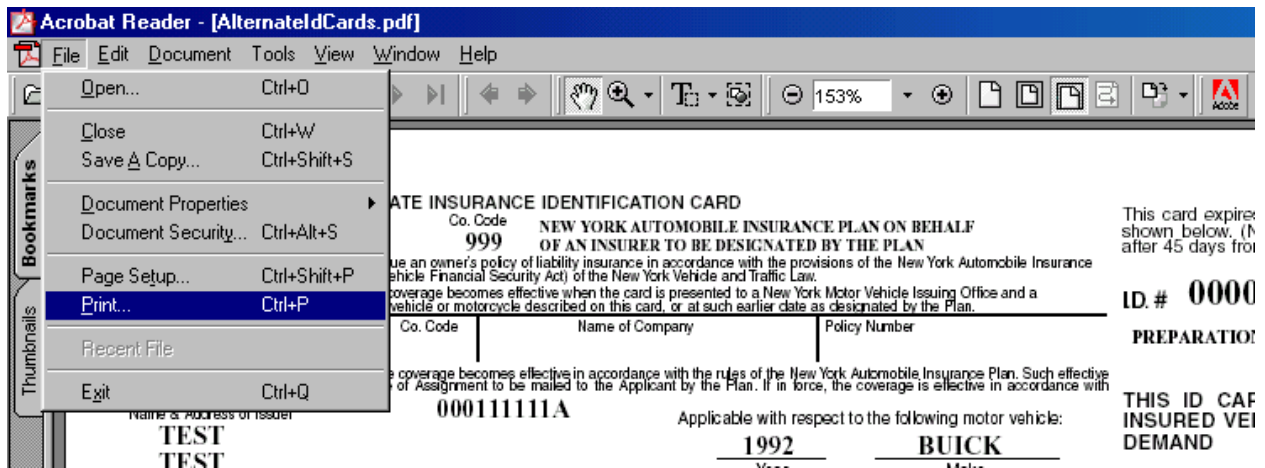 Acrobat Reader - [AlternateIdCards.pdf]
File Edit Document Tools View Window Help
Open... Ctrl+O
Close Ctrl+W
Save A Copy... Ctrl+Shift+S
Document Properties
Document Security... Ctrl+Alt+S
Page Setup... Ctrl+Shift+P
Print... Ctrl+P
Recent File
Exit Ctrl+Q
153%
Adobe
Bookmarks
Thumbnails
ATE INSURANCE IDENTIFICATION CARD
Co. Code NEW YORK AUTOMOBILE INSURANCE PLAN ON BEHALF
999 OF AN INSURER TO BE DESIGNATED BY THE PLAN
ue an owner's policy of liability insurance in accordance with the provisions of the New York Automobile Insurance
ehicle Financial Security Act) of the New York Vehicle and Traffic Law.
coverage becomes effective when the card is presented to a New York Motor Vehicle Issuing Office and a
vehicle or motorcycle described on this card, or at such earlier date as designated by the Plan.
Co. Code Name of Company Policy Number
coverage becomes effective in accordance with the rules of the New York Automobile Insurance Plan. Such effective
of Assignment to be mailed to the Applicant by the Plan. If in force, the coverage is effective in accordance with
Name & Address of Issuer 000111111A
Applicable with respect to the following motor vehicle:
TEST
TEST
1992 BUICK
Year Make
This card expires
shown below. (N
after 45 days from
I.D. # 0000
PREPARATION
THIS ID CAR
INSURED VE
DEMAND